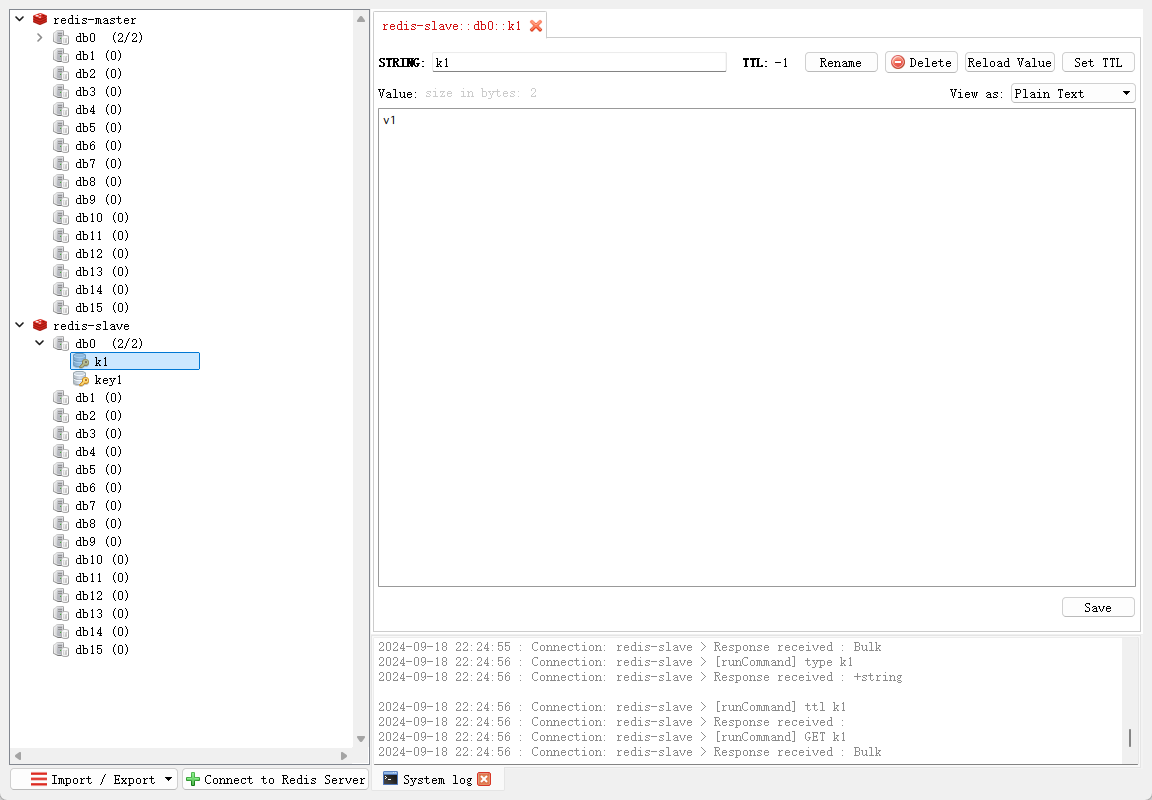 redis-master
db0 (2/2)
db1 (0)
db2 (0)
db3 (0)
db4 (0)
db5 (0)
db6 (0)
db7 (0)
db8 (0)
db9 (0)
db10 (0)
db11 (0)
db12 (0)
db13 (0)
db14 (0)
db15 (0)
redis-slave
db0 (2/2)
k1
key1
db1 (0)
db2 (0)
db3 (0)
db4 (0)
db5 (0)
db6 (0)
db7 (0)
db8 (0)
db9 (0)
db10 (0)
db11 (0)
db12 (0)
db13 (0)
db14 (0)
db15 (0)
Import / Export
Connect to Redis Server
redis-slave::db0::k1
STRING: k1 TTL: -1 Rename Delete Reload Value Set TTL
Value: size in bytes: 2 View as: Plain Text
v1
Save
2024-09-18 22:24:55 : Connection: redis-slave > Response received : Bulk
2024-09-18 22:24:56 : Connection: redis-slave > [runCommand] type k1
2024-09-18 22:24:56 : Connection: redis-slave > Response received : +string
2024-09-18 22:24:56 : Connection: redis-slave > [runCommand] ttl k1
2024-09-18 22:24:56 : Connection: redis-slave > Response received :
2024-09-18 22:24:56 : Connection: redis-slave > [runCommand] GET k1
2024-09-18 22:24:56 : Connection: redis-slave > Response received : Bulk
System log